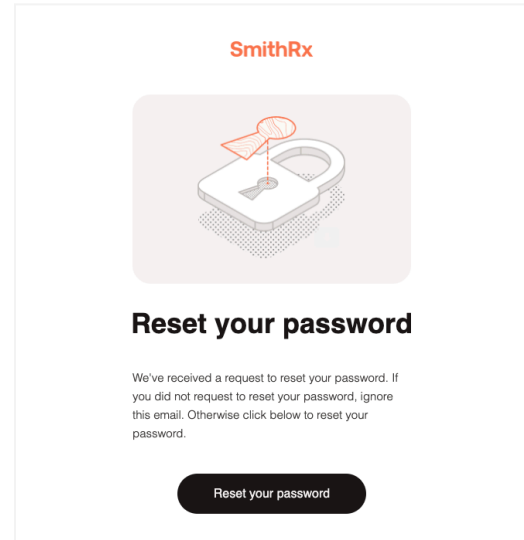 SmithRx
Reset your password
We've received a request to reset your password. If
you did not request to reset your password, ignore
this email. Otherwise click below to reset your
password.
Reset your password